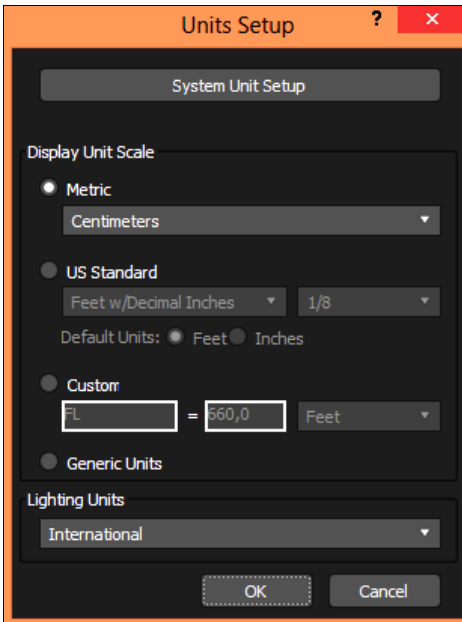 Units Setup ? ×
System Unit Setup
Display Unit Scale
Metric
Centimeters
US Standard
Feet w/Decimal Inches 1/8
Default Units: Feet Inches
Custom
FL = 660,0 Feet
Generic Units
Lighting Units
International
OK Cancel